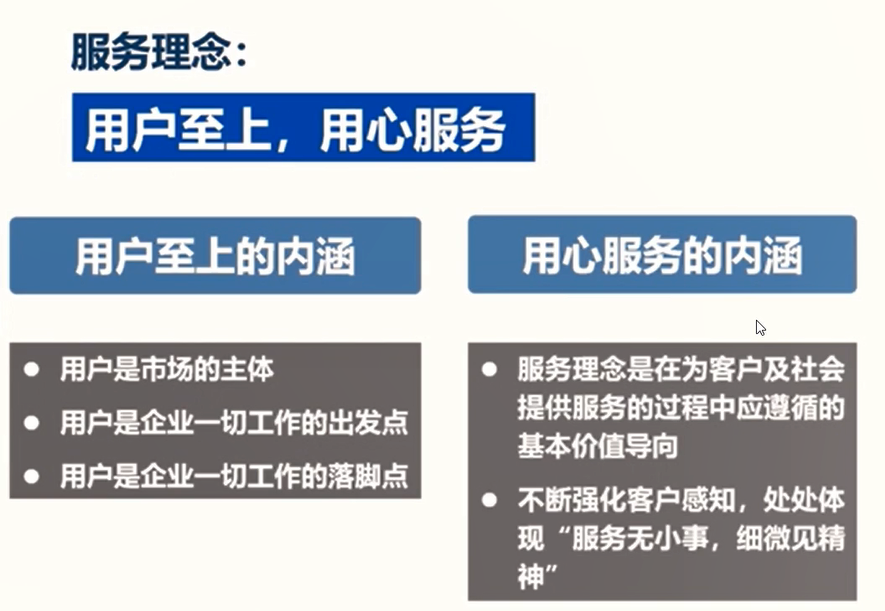 服务理念：
用户至上，用心服务
用户至上的内涵
用户是市场的主体
用户是企业一切工作的出发点
用户是企业一切工作的落脚点
用心服务的内涵
服务理念是在为客户及社会
提供服务的过程中应遵循的
基本价值导向
不断强化客户感知，处处体
现“服务无小事，细微见精
神”